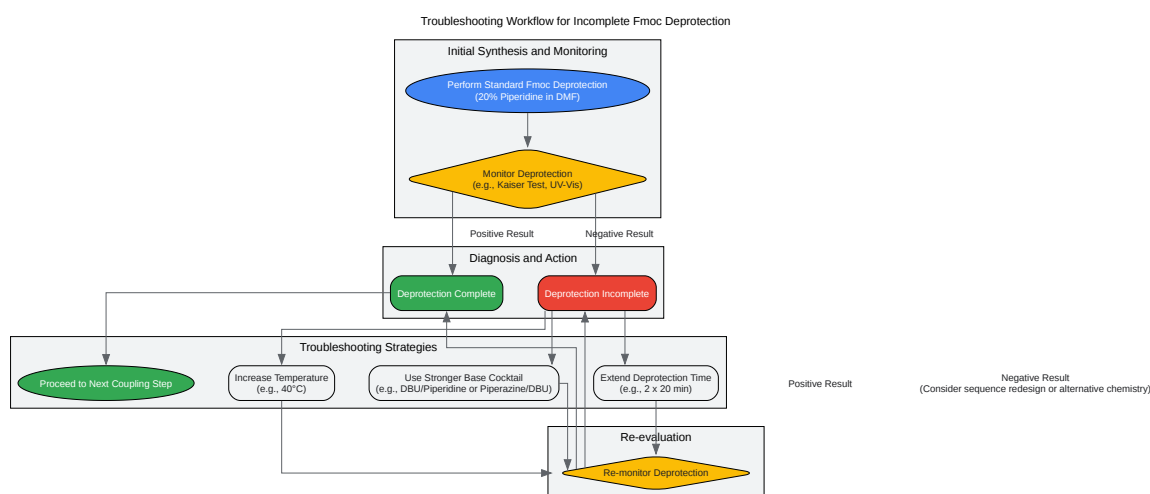 Troubleshooting Workflow for Incomplete Fmoc Deprotection
Initial Synthesis and Monitoring
Perform Standard Fmoc Deprotection
(20% Piperidine in DMF)
Monitor Deprotection
(e.g., Kaiser Test, UV-Vis)
Positive Result
Negative Result
Diagnosis and Action
Deprotection Complete
Deprotection Incomplete
Troubleshooting Strategies
Proceed to Next Coupling Step
Increase Temperature
(e.g., 40°C)
Use Stronger Base Cocktail
(e.g., DBU/Piperidine or Piperazine/DBU)
Extend Deprotection Time
(e.g., 2 x 20 min)
Positive Result
Negative Result
(Consider sequence redesign or alternative chemistry)
Re-evaluation
Re-monitor Deprotection